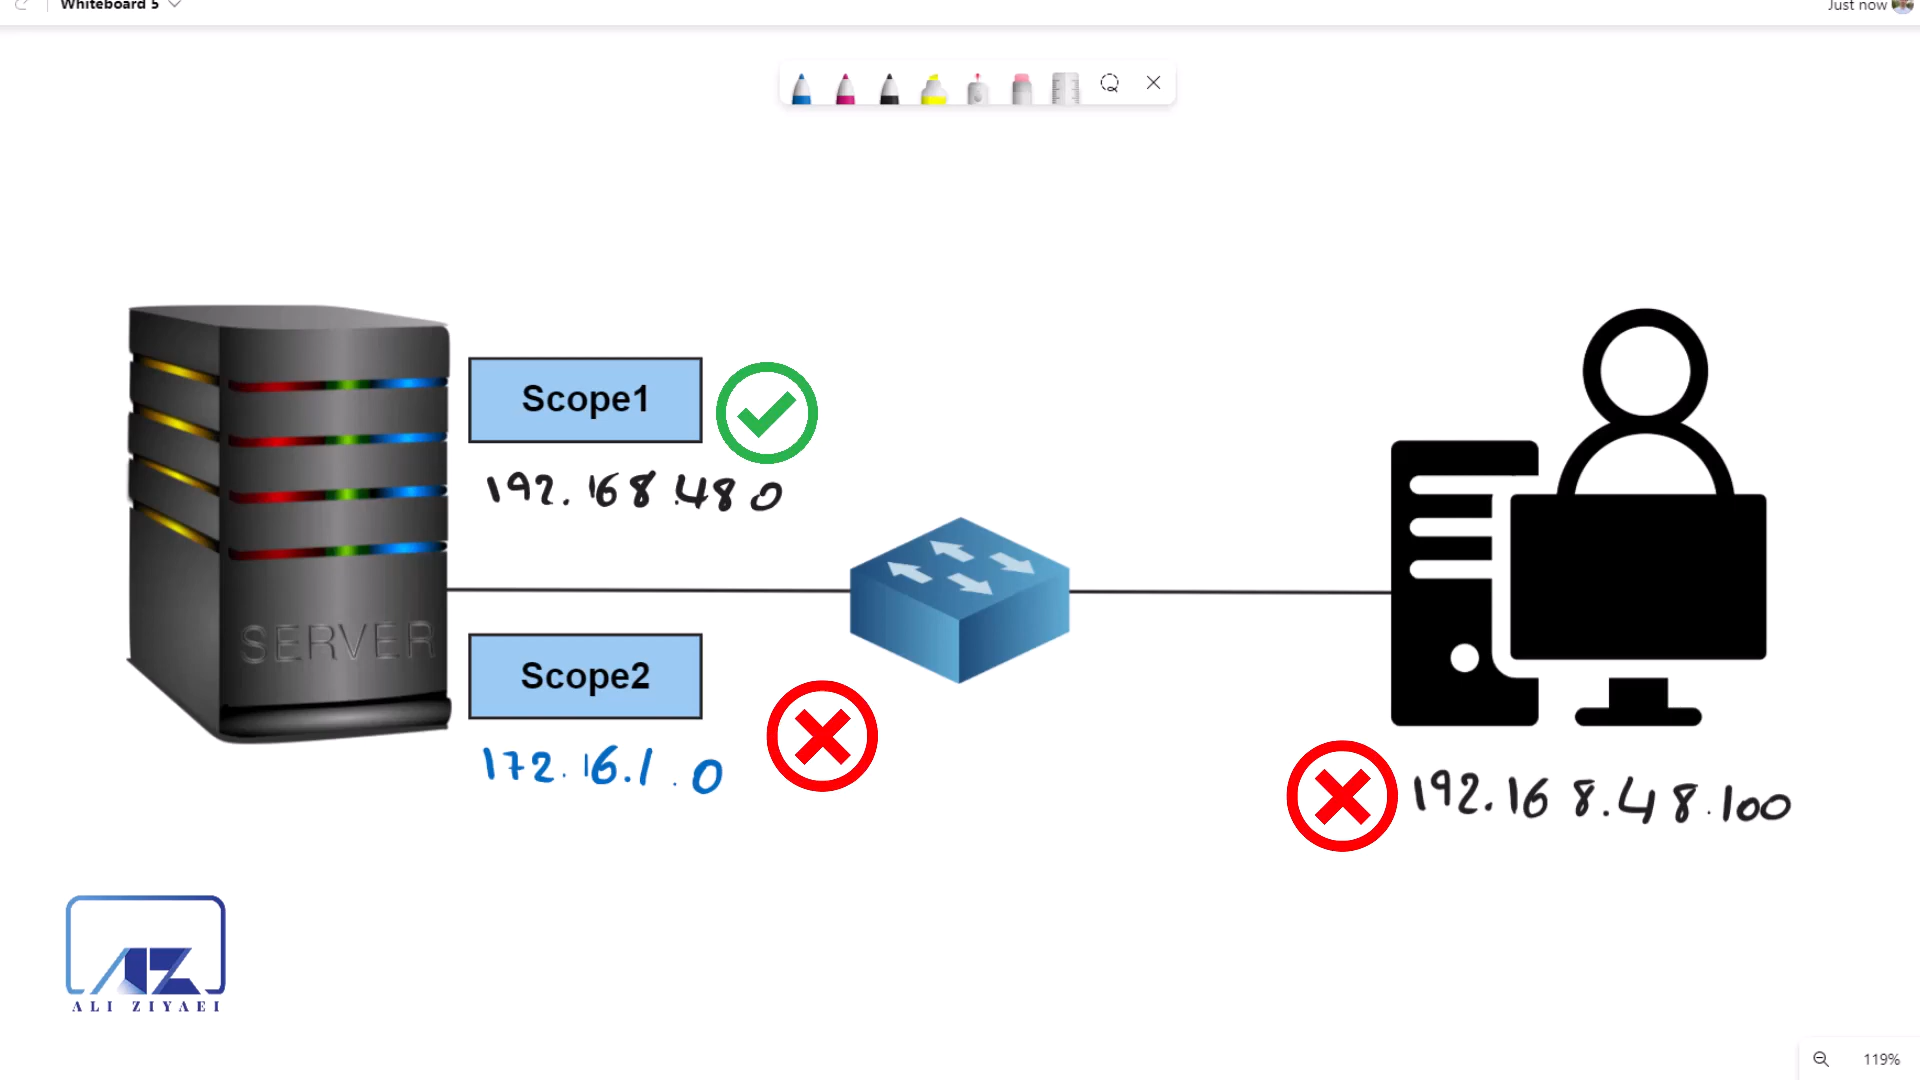 Whiteboard 5
Just now
Scope1
192.168.48 0
SERVER
Scope2
172.16.1.0
192.168.48.100
AZ
ALI ZIYAEI
119%